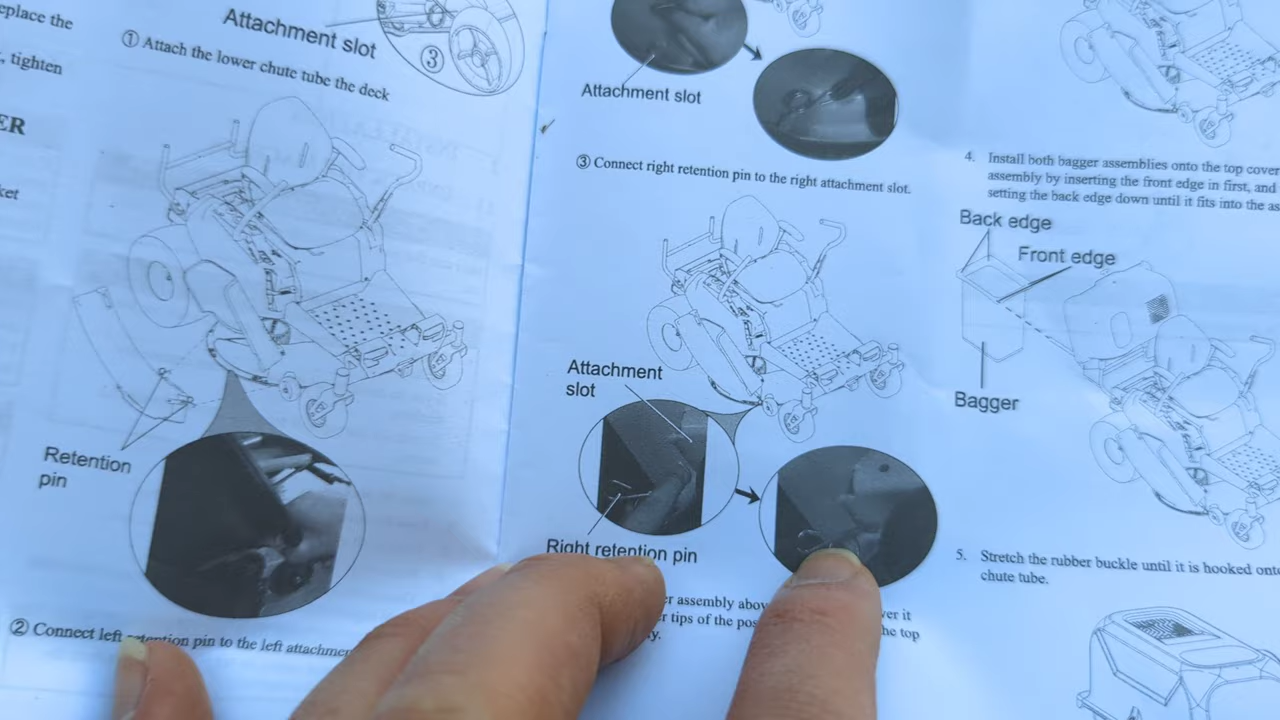 eplace the
, tighten
ER
ket
Attachment slot
③
① Attach the lower chute tube the deck
Retention
pin
② Connect left retention pin to the left
Attachment slot
③ Connect right retention pin to the right attachment slot.
Attachment
slot
Right retention pin
er assembly abov
ver it
r tips of the pos
he top
y.
4. Install both bagger assemblies onto the top cover
assembly by inserting the front edge in first, and
setting the back edge down until it fits into the as
Back edge
Front edge
Bagger
5. Stretch the rubber buckle until it is hooked onto
chute tube.